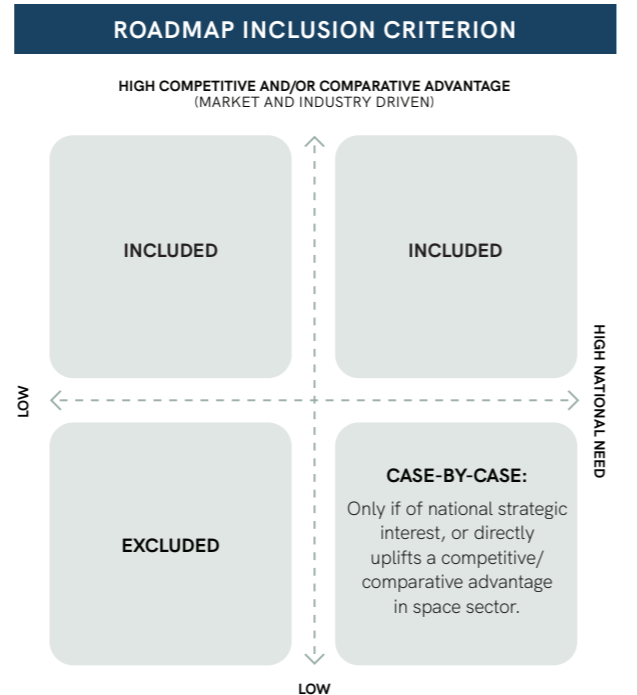 ROADMAP INCLUSION CRITERION
HIGH COMPETITIVE AND/OR COMPARATIVE ADVANTAGE
(MARKET AND INDUSTRY DRIVEN)
INCLUDED
INCLUDED
LOW
HIGH NATIONAL NEED
EXCLUDED
CASE-BY-CASE:
Only if of national strategic
interest, or directly
uplifts a competitive/
comparative advantage
in space sector.
LOW